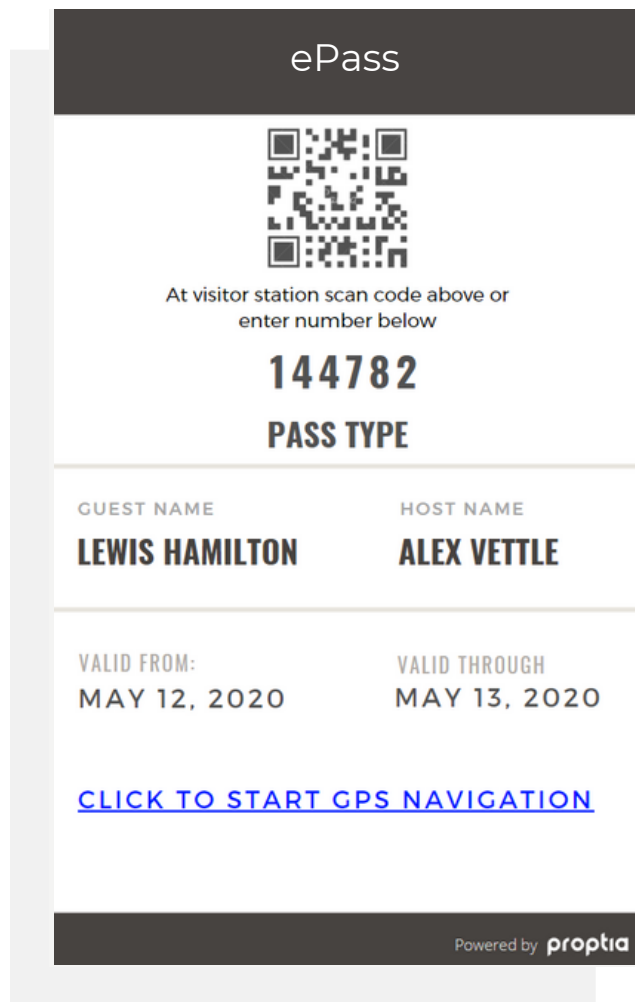 ePass
At visitor station scan code above or
enter number below
144782
PASS TYPE
GUEST NAME
LEWIS HAMILTON
HOST NAME
ALEX VETTLE
VALID FROM:
MAY 12, 2020
VALID THROUGH
MAY 13, 2020
CLICK TO START GPS NAVIGATION
Powered by proptia